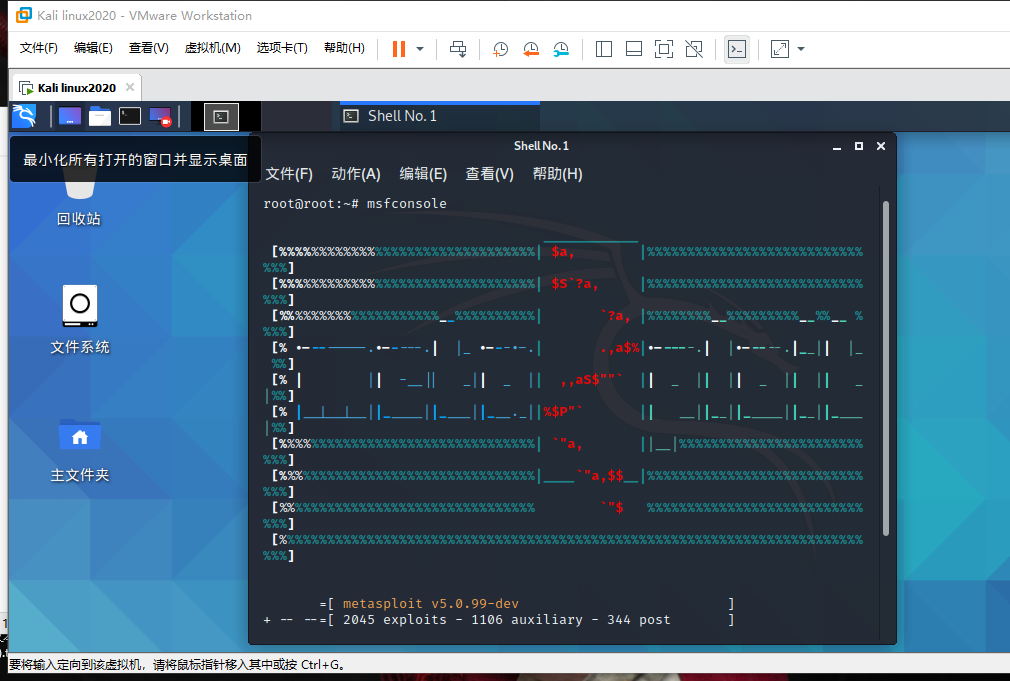 Kali linux2020 - VMware Workstation
文件(F) 编辑(E) 查看(V) 虚拟机(M) 选项卡(T) 帮助(H)
Kali linux2020
Shell No. 1
最小化所有打开的窗口并显示桌面
回收站
文件系统
主文件夹
Shell No. 1
文件(F) 动作(A) 编辑(E) 查看(V) 帮助(H)
root@root:~# msfconsole
=[ metasploit v5.0.99-dev ]
+ -- --=[ 2045 exploits - 1106 auxiliary - 344 post ]
要将输入定向到该虚拟机，请将鼠标指针移入其中或按 Ctrl+G。